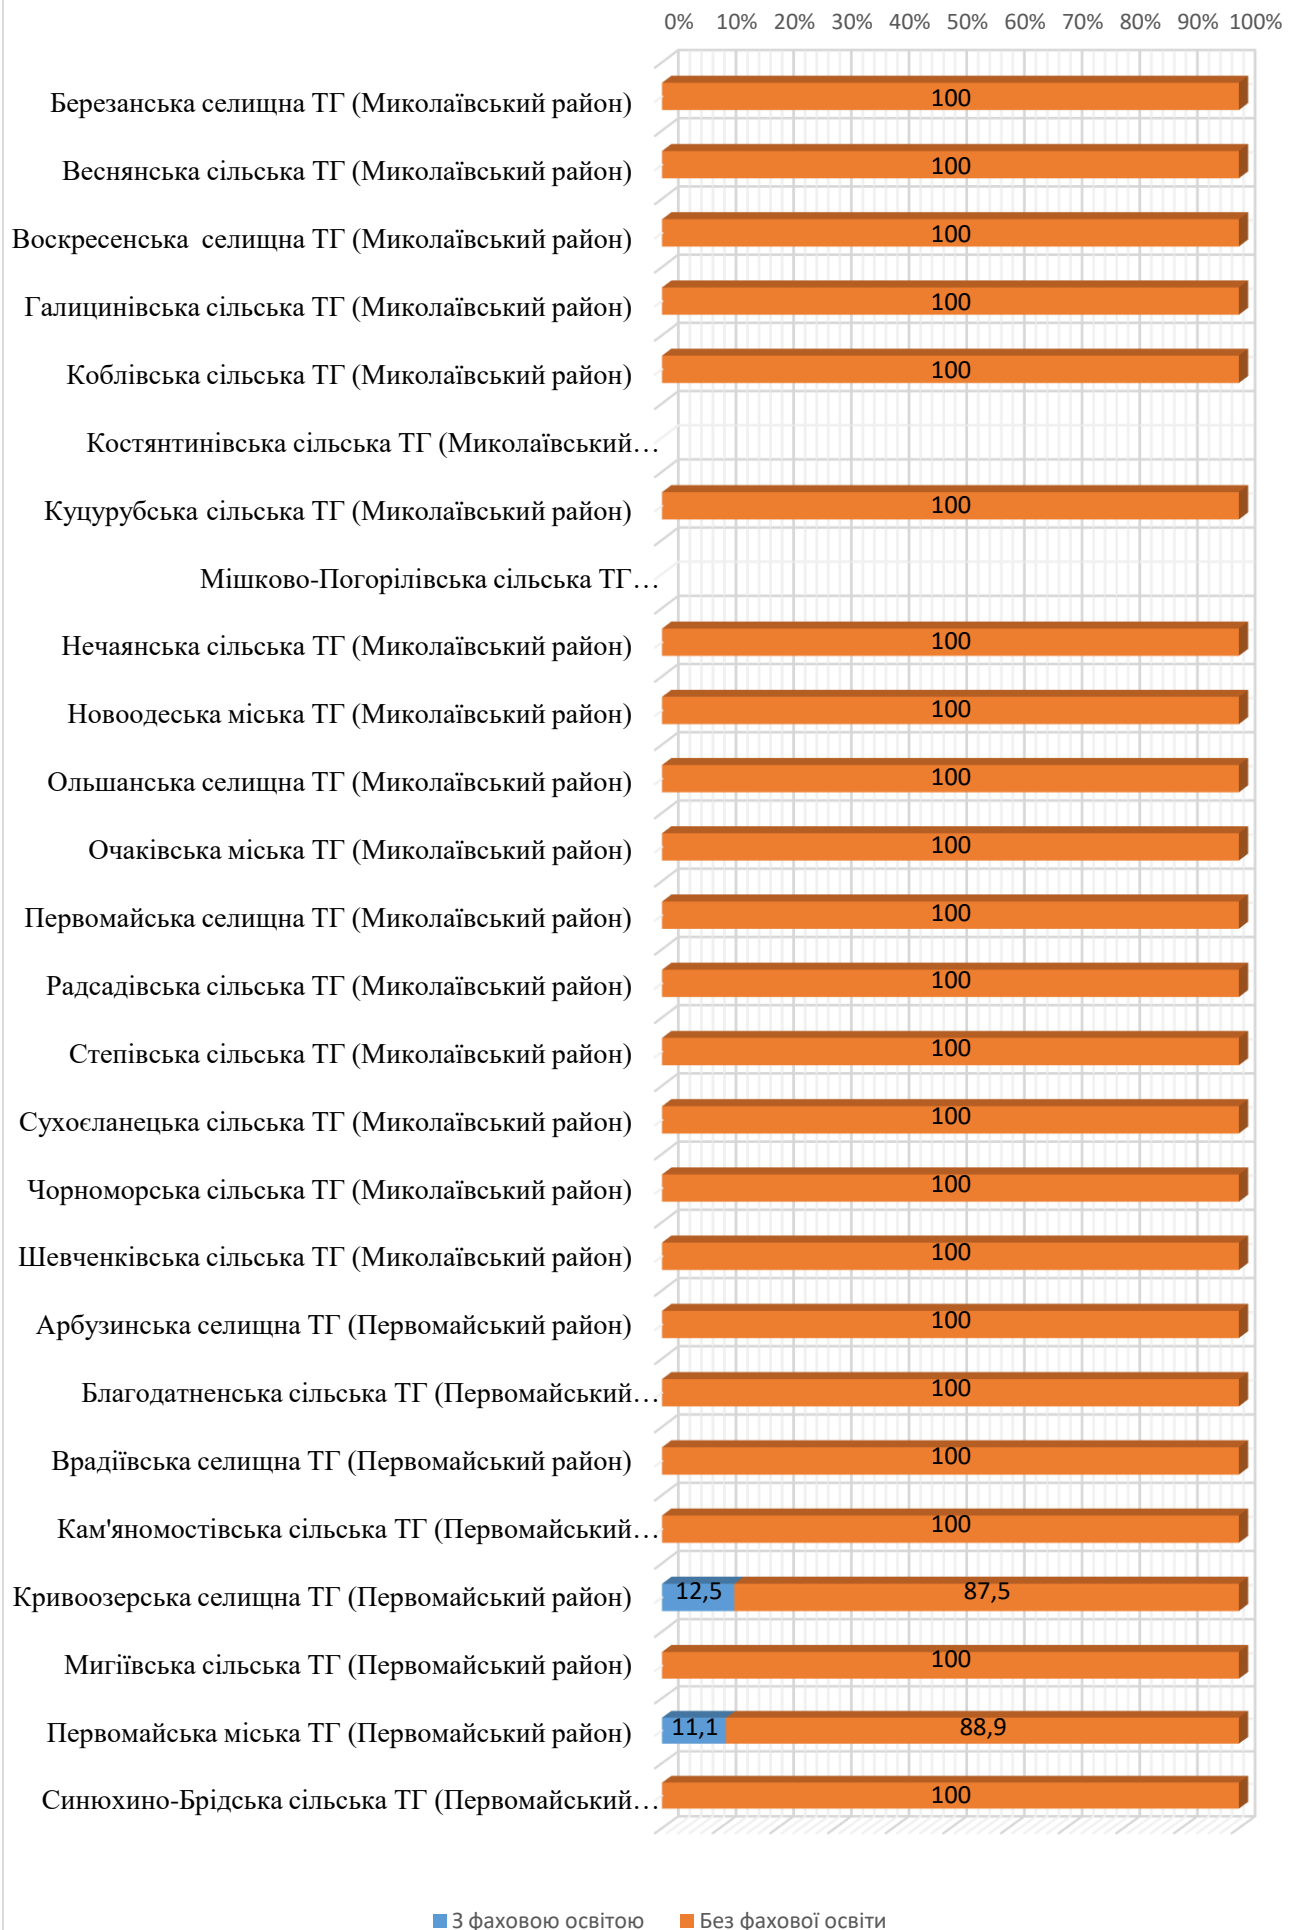 0% 10% 20% 30% 40% 50% 60% 70% 80% 90% 100%
Березанська селищна ТГ (Миколаївський район) 100
Веснянська сільська ТГ (Миколаївський район) 100
Воскресенська селищна ТГ (Миколаївський район) 100
Галицинівська сільська ТГ (Миколаївський район) 100
Коблівська сільська ТГ (Миколаївський район) 100
Костянтинівська сільська ТГ (Миколаївський…
Куцурубська сільська ТГ (Миколаївський район) 100
Мішково-Погорілівська сільська ТГ…
Нечаянська сільська ТГ (Миколаївський район) 100
Новоодеська міська ТГ (Миколаївський район) 100
Ольшанська селищна ТГ (Миколаївський район) 100
Очаківська міська ТГ (Миколаївський район) 100
Первомайська селищна ТГ (Миколаївський район) 100
Радсадівська сільська ТГ (Миколаївський район) 100
Степівська сільська ТГ (Миколаївський район) 100
Сухоєланецька сільська ТГ (Миколаївський район) 100
Чорноморська сільська ТГ (Миколаївський район) 100
Шевченківська сільська ТГ (Миколаївський район) 100
Арбузинська селищна ТГ (Первомайський район) 100
Благодатненська сільська ТГ (Первомайський… 100
Врадіївська селищна ТГ (Первомайський район) 100
Кам'яномостівська сільська ТГ (Первомайський… 100
Кривоозерська селищна ТГ (Первомайський район) 12,5 87,5
Мигіївська сільська ТГ (Первомайський район) 100
Первомайська міська ТГ (Первомайський район) 11,1 88,9
Синюхино-Брідська сільська ТГ (Первомайський… 100
З фаховою освітою Без фахової освіти